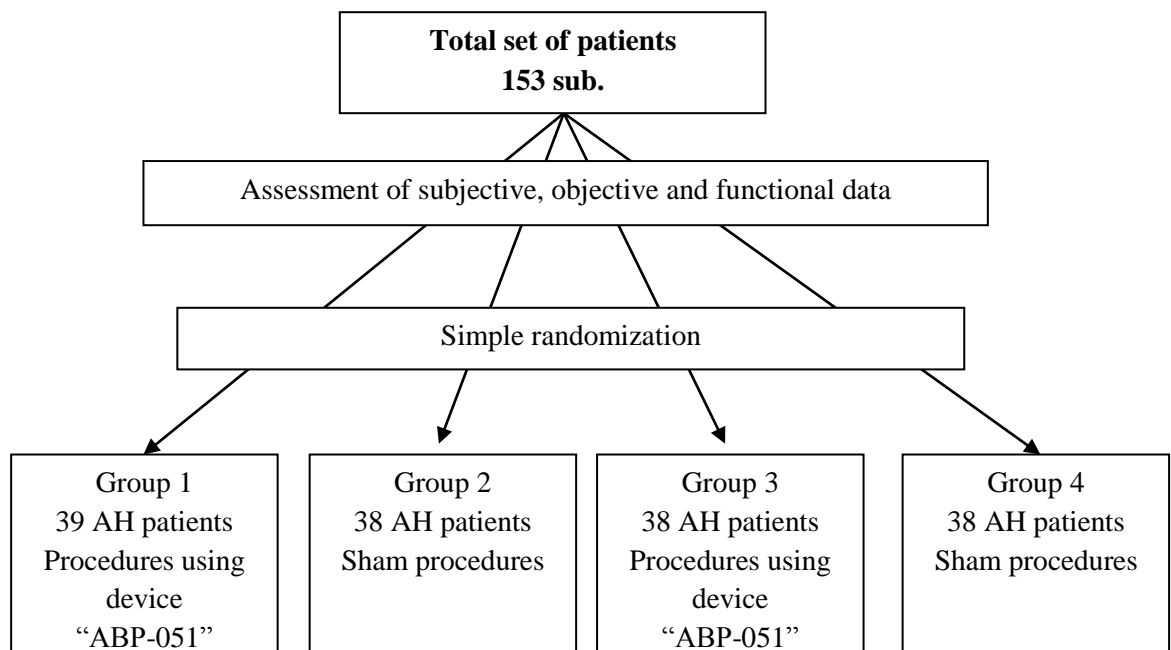 Total set of patients
153 sub.
Assessment of subjective, objective and functional data
Simple randomization
Group 1
39 AH patients
Procedures using
device
“ABP-051”
Group 2
38 AH patients
Sham procedures
Group 3
38 AH patients
Procedures using
device
“ABP-051”
Group 4
38 AH patients
Sham procedures